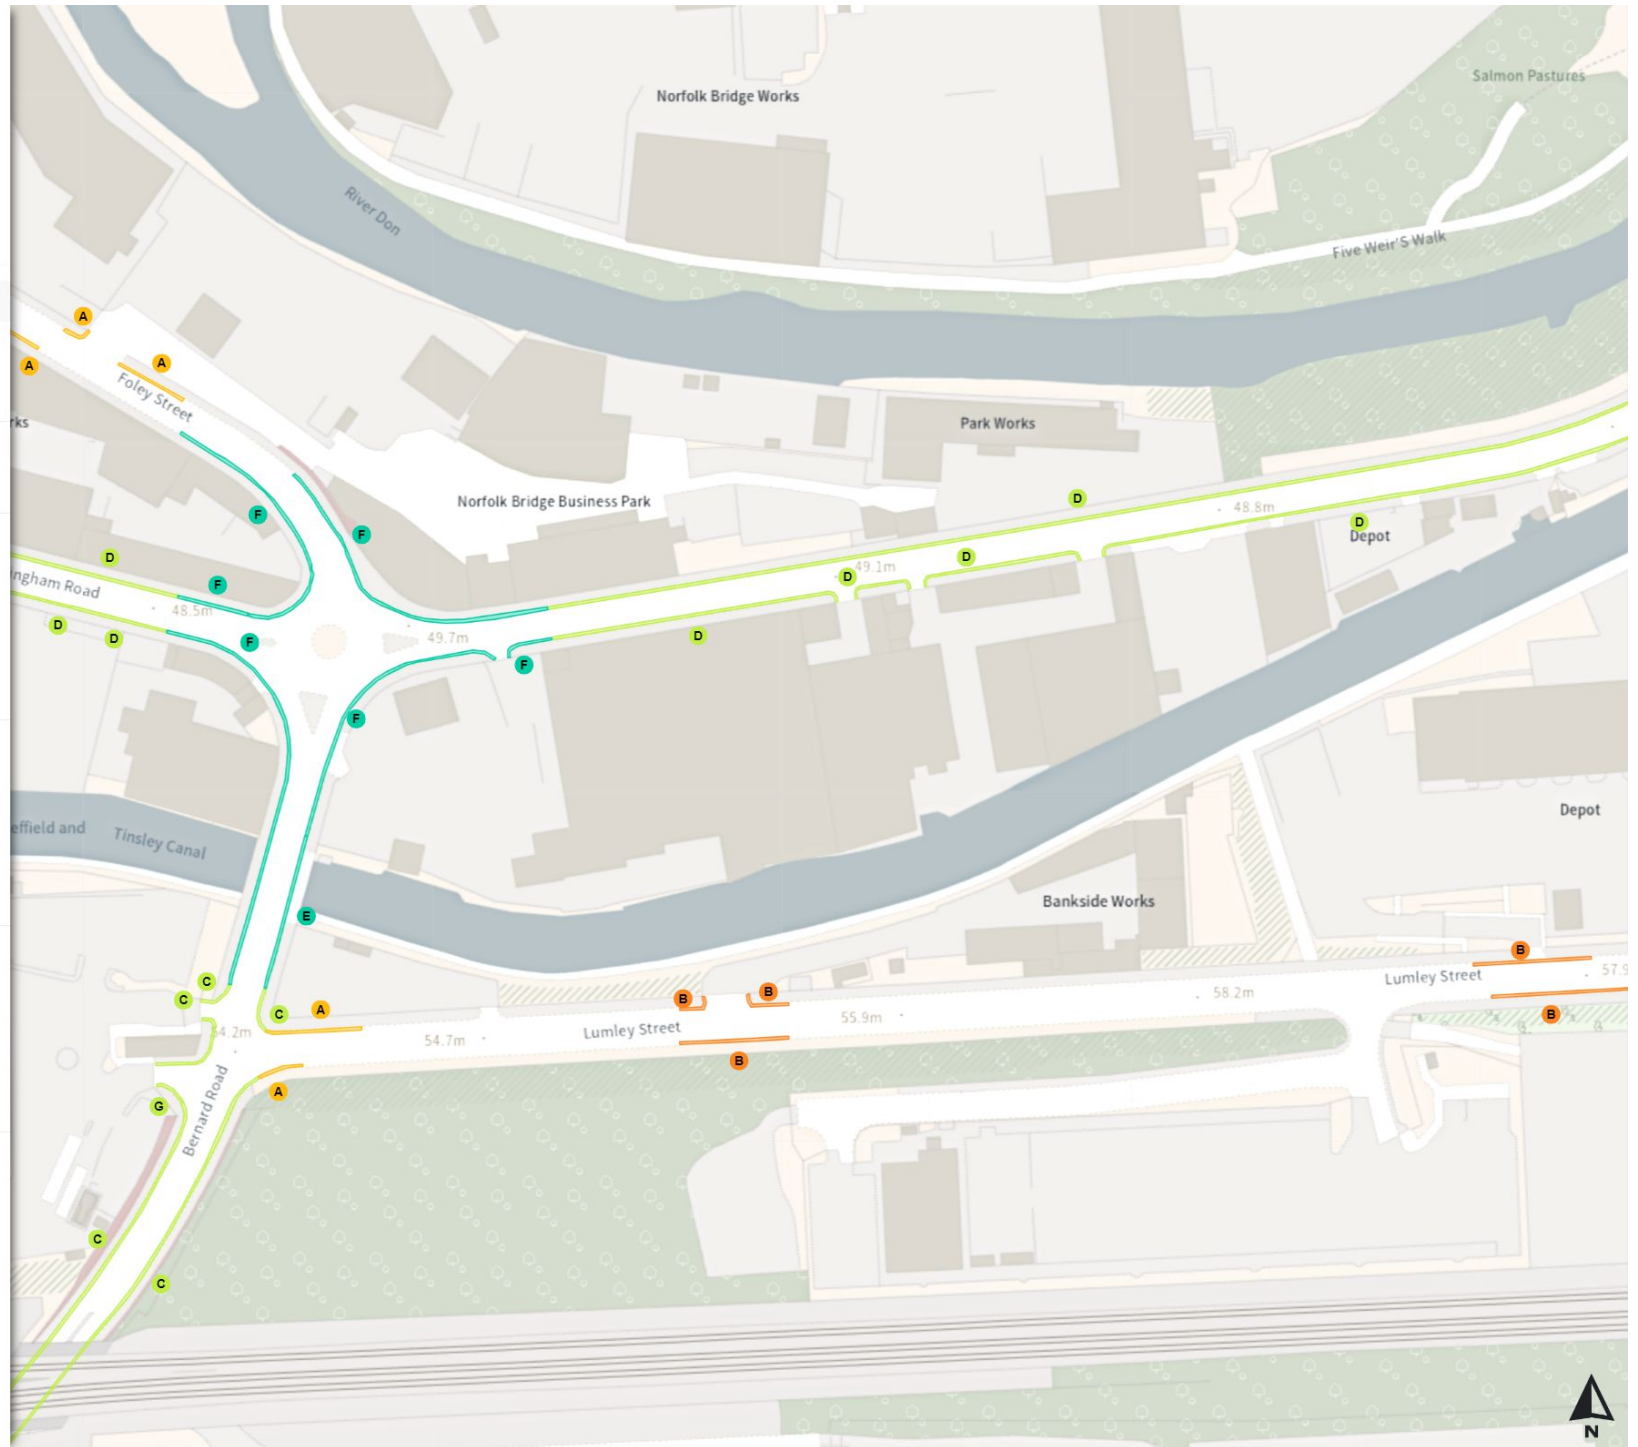 Salmon Pastures
Norfolk Bridge Works
River Don
Five Weir'S Walk
A
A
A
Foley Street
rks
Park Works
D
Norfolk Bridge Business Park
48.8m
F
D
F
Depot
D
D
49.1m
D
ngham Road
F
48.5m
D
D
F
49.7m
D
F
F
Depot
effield and
Tinsley Canal
Bankside Works
E
B
Lumley Street
57.9
C
C
B
B
58.2m
A
C
B
55.9m
54.2m
Lumley Street
54.7m
B
A
G
Bernard Road
C
C
N